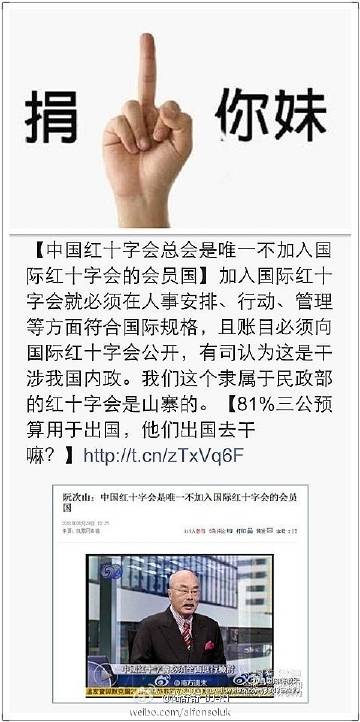 捐 你妹
【中国红十字会总会是唯一不加入国
际红十字会的会员国】加入国际红十
字会就必须在人事安排、行动、管理
等方面符合国际规格，且账目必须向
国际红十字会公开，有司认为这是干
涉我国内政。我们这个隶属于民政部
的红十字会是山寨的。【81%三公预
算用于出国，他们出国去干
嘛？】http://t.cn/zTxVq6F
阮次山：中国红十字会是唯一不加入国际红十字会的会员
国
@南方道末
weibo.com/alfonsoluk